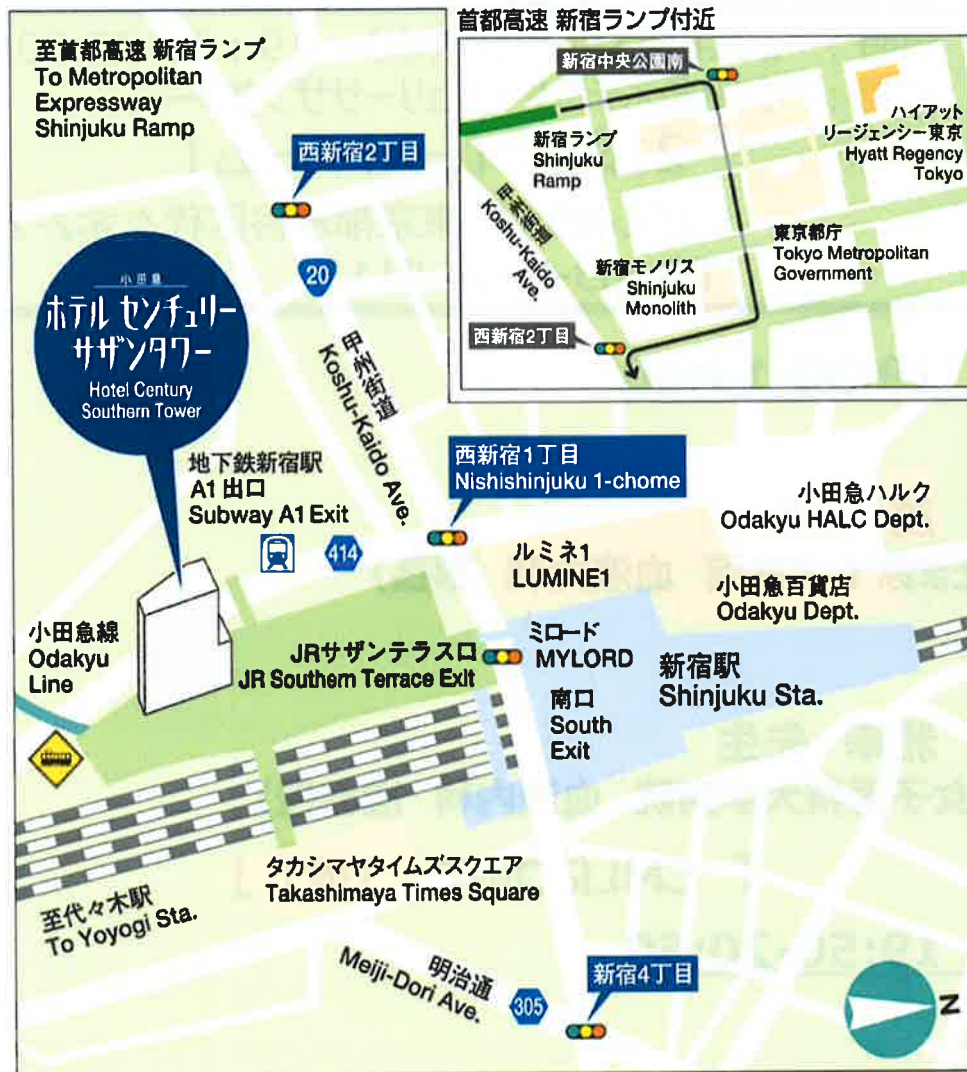 首都高速 新宿ランプ付近
至首都高速 新宿ランプ
To Metropolitan
Expressway
Shinjuku Ramp
西新宿2丁目
20
小田急
ホテル センチュリー
サザンタワー
Hotel Century
Southern Tower
甲州街道
Koshu-Kaido Ave.
新宿中央公園南
新宿ランプ
Shinjuku
Ramp
ハイアット
リージェンシー東京
Hyatt Regency
Tokyo
甲州街道
Koshu-Kaido
Ave.
東京都庁
Tokyo Metropolitan
Government
新宿モノリス
Shinjuku
Monolith
西新宿2丁目
地下鉄新宿駅
A1 出口
Subway A1 Exit
414
西新宿1丁目
Nishishinjuku 1-chome
小田急ハルク
Odakyu HALC Dept.
ルミネ1
LUMINE1
小田急百貨店
Odakyu Dept.
小田急線
Odakyu
Line
JRサザンテラス口
JR Southern Terrace Exit
ミロード
MYLORD
新宿駅
Shinjuku Sta.
南口
South
Exit
タカシマヤタイムズスクエア
Takashimaya Times Square
至代々木駅
To Yoyogi Sta.
明治通
Meiji-Dori Ave.
305
新宿4丁目
N